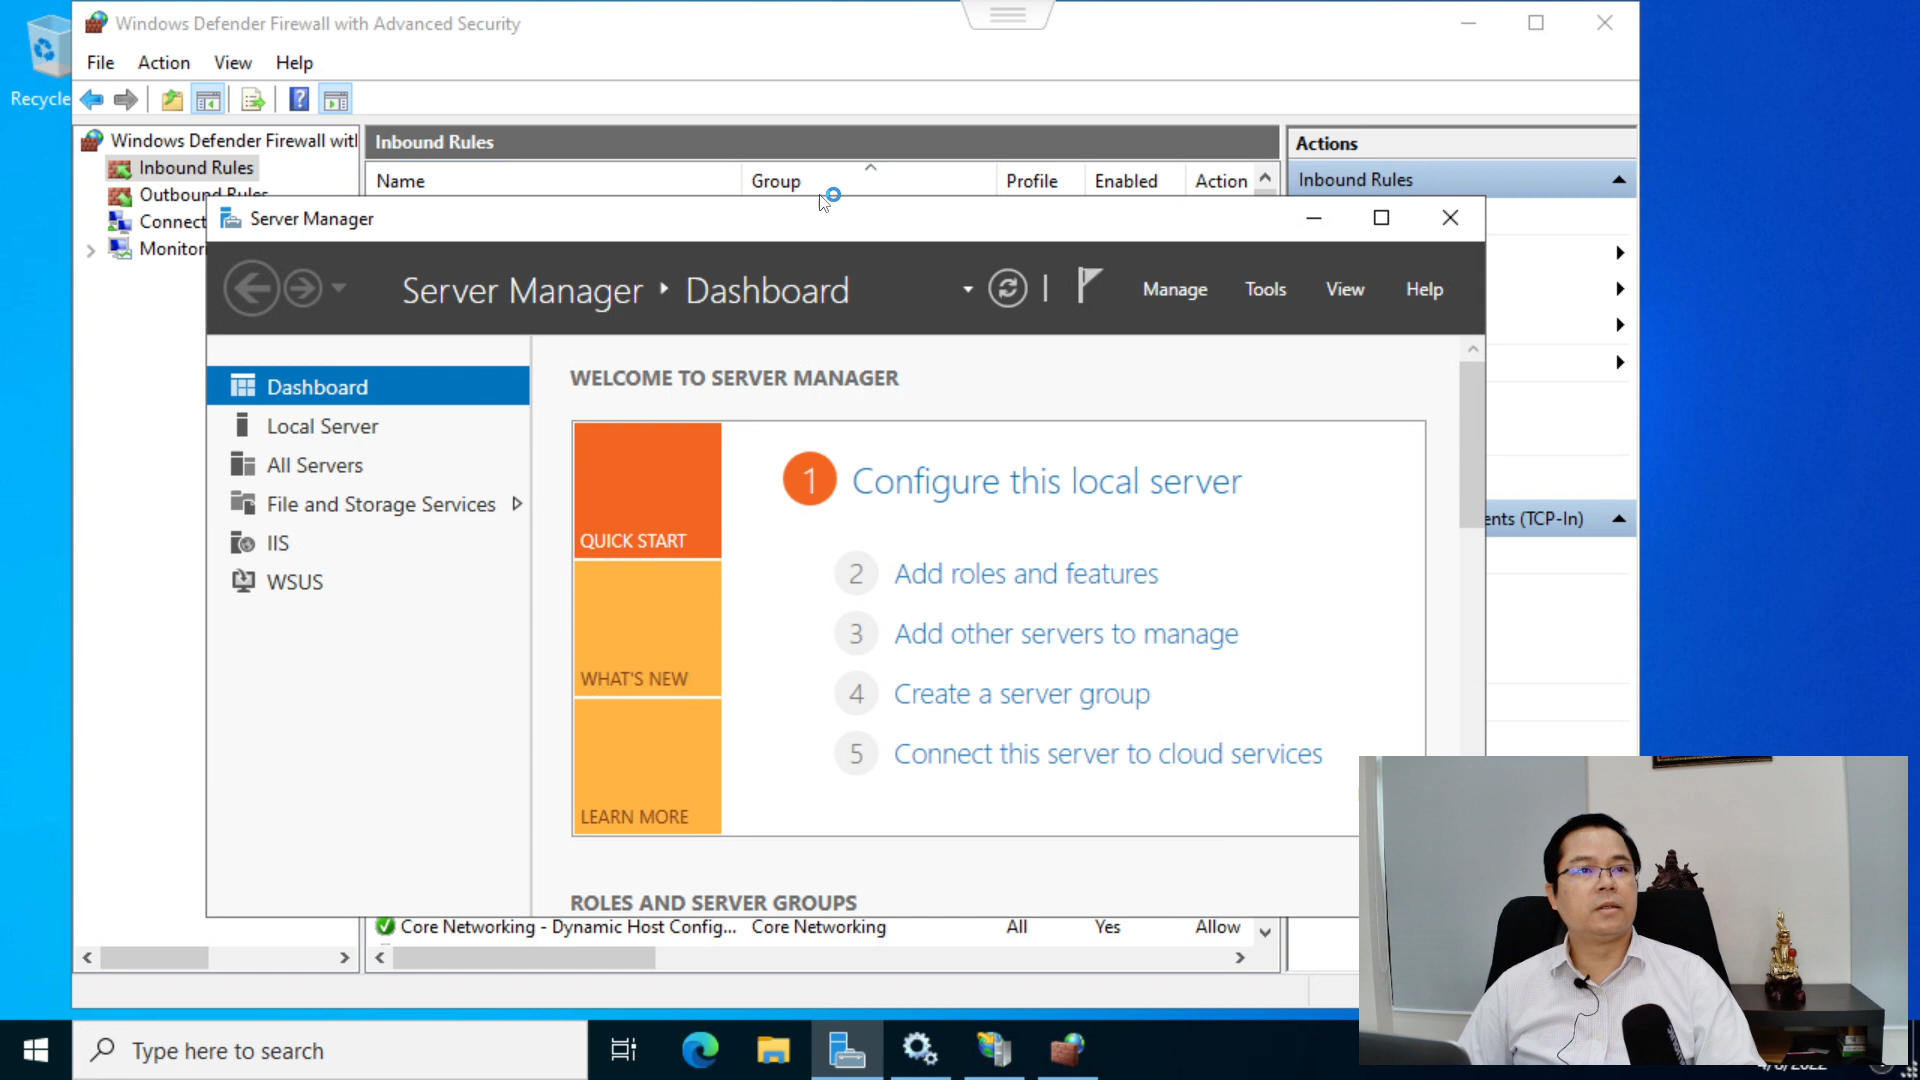 Windows Defender Firewall with Advanced Security
File Action View Help
Recycle
Windows Defender Firewall with
Inbound Rules
Outbound Rules
Connect
Monitori
Inbound Rules
Name Group Profile Enabled Action
Actions
Inbound Rules
ents (TCP-In)
Server Manager
Server Manager ‣ Dashboard
Manage Tools View Help
Dashboard
Local Server
All Servers
File and Storage Services
IIS
WSUS
WELCOME TO SERVER MANAGER
QUICK START
WHAT'S NEW
LEARN MORE
1 Configure this local server
2 Add roles and features
3 Add other servers to manage
4 Create a server group
5 Connect this server to cloud services
ROLES AND SERVER GROUPS
Core Networking - Dynamic Host Config... Core Networking All Yes Allow
Type here to search